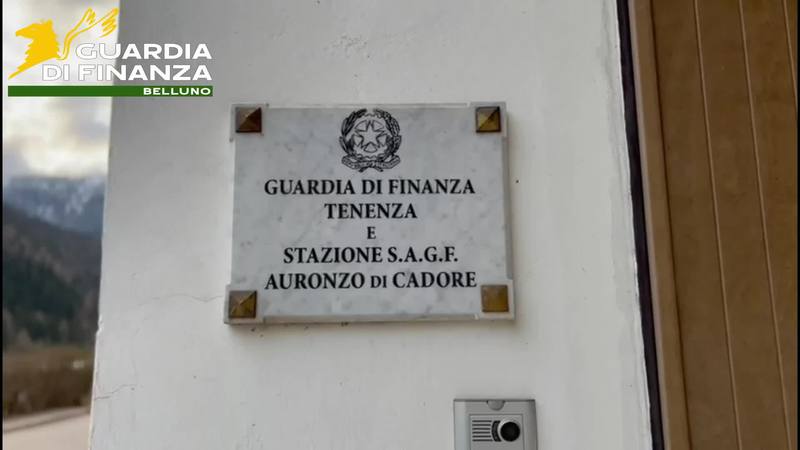 GUARDIA
DI FINANZA
BELLUNO
GUARDIA DI FINANZA
TENENZA
E
STAZIONE S.A.G.F.
AURONZO DI CADORE